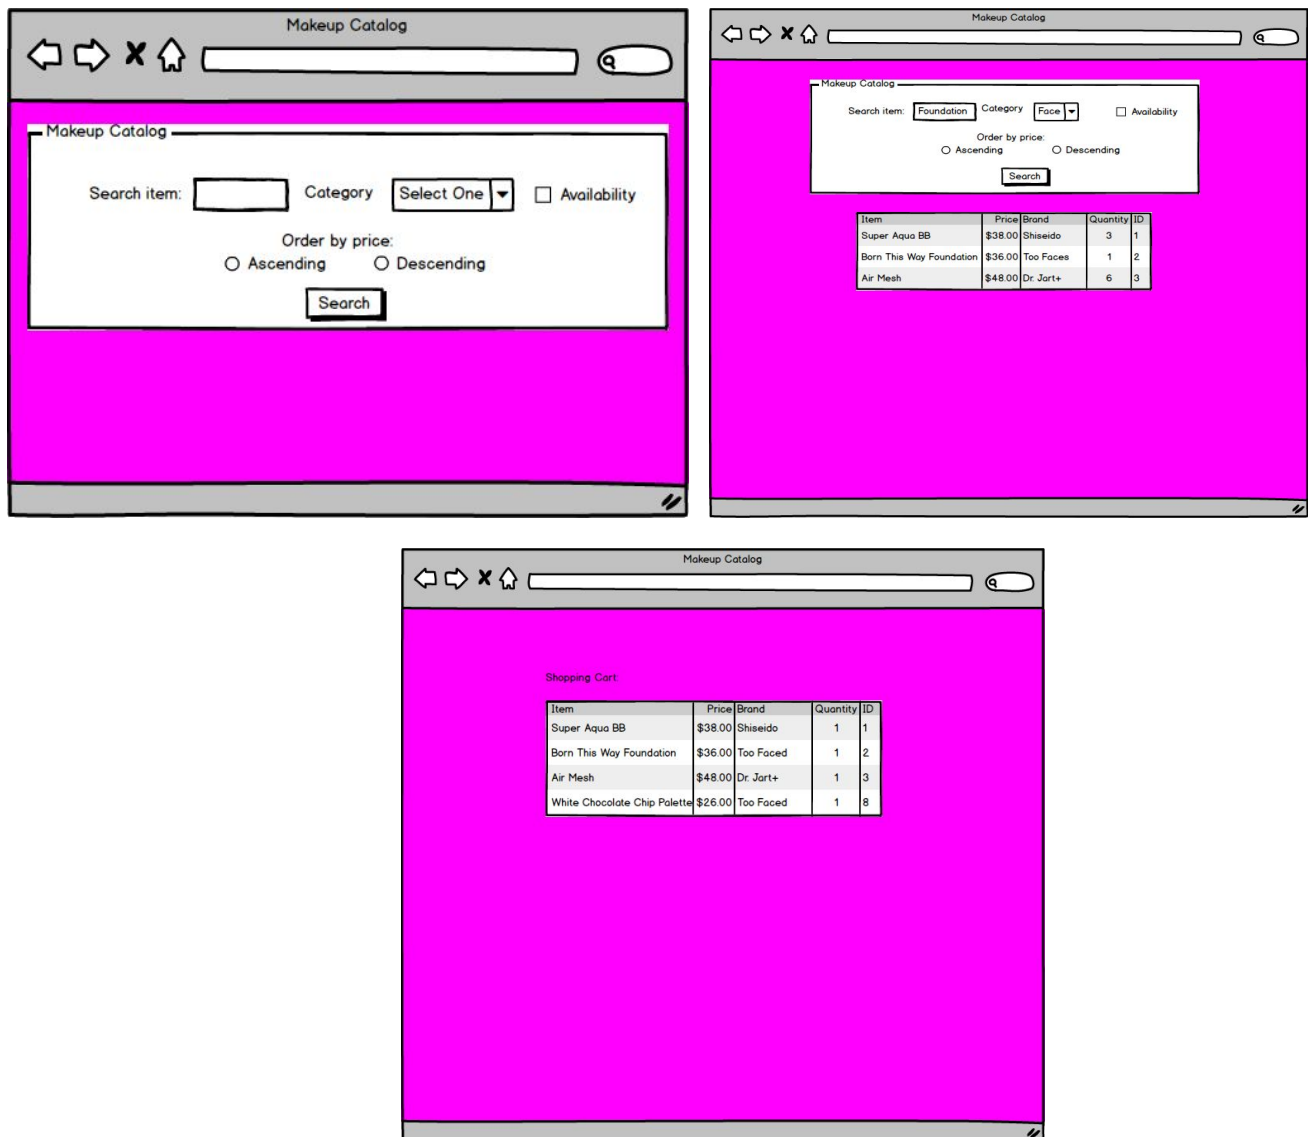 Makeup Catalog
Makeup Catalog
Search item: Category Select One Availability
Order by price:
Ascending Descending
Search
Makeup Catalog
Makeup Catalog
Search item: Foundation Category Face Availability
Order by price:
Ascending Descending
Search
Item Price Brand Quantity ID
Super Aqua BB $38.00 Shiseido 3 1
Born This Way Foundation $36.00 Too Faces 1 2
Air Mesh $48.00 Dr. Jart+ 6 3
Makeup Catalog
Shopping Cart:
Item Price Brand Quantity ID
Super Aqua BB $38.00 Shiseido 1 1
Born This Way Foundation $36.00 Too Faced 1 2
Air Mesh $48.00 Dr. Jart+ 1 3
White Chocolate Chip Palette $26.00 Too Faced 1 8